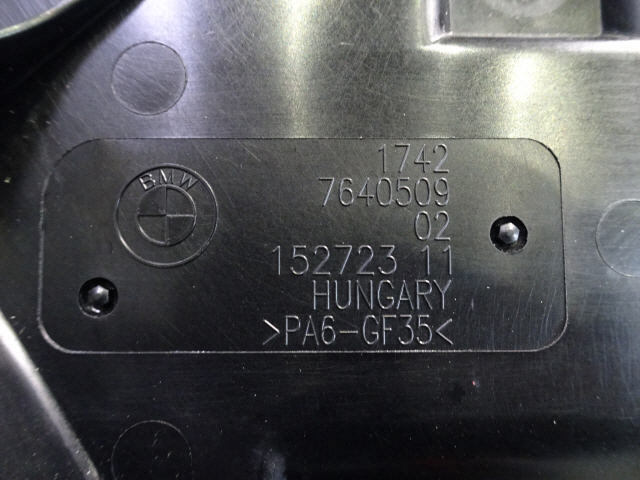 1742
BMW
7640509
02
152723 11
HUNGARY
>PA6-GF35<